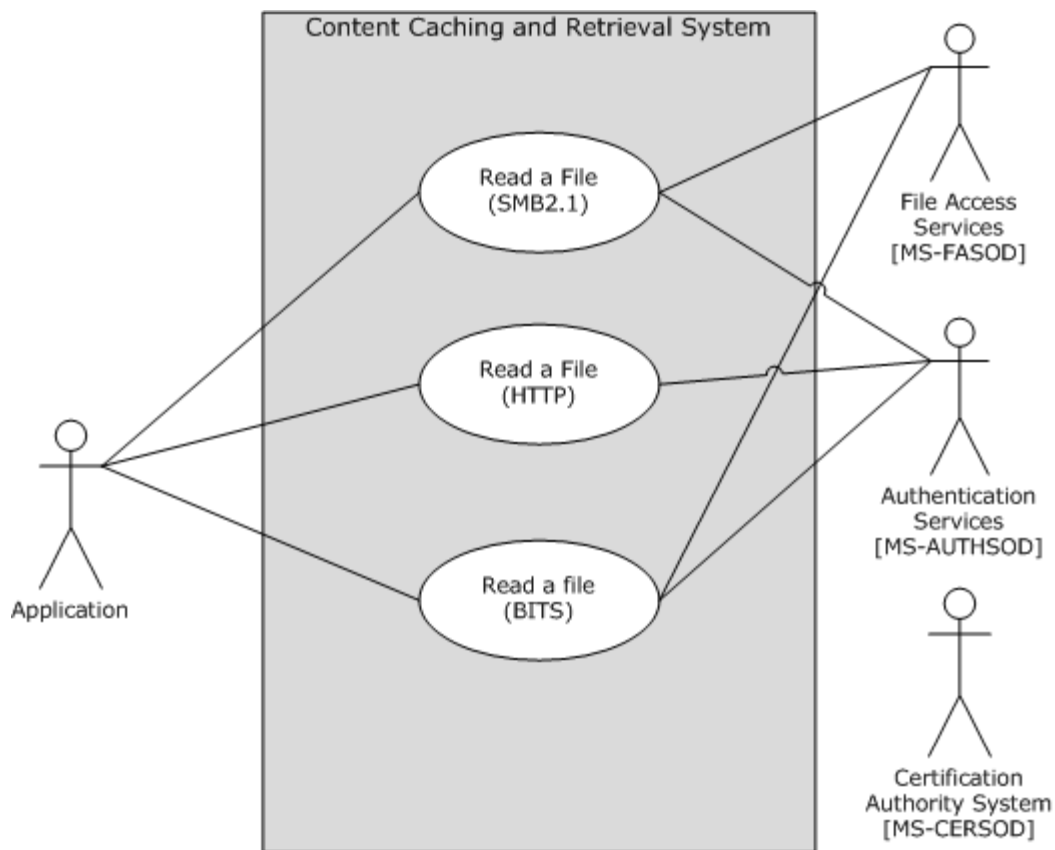 Content Caching and Retrieval System
Read a File
(SMB2.1)
File Access
Services
[MS-FASOD]
Read a File
(HTTP)
Authentication
Services
[MS-AUTHSOD]
Read a file
(BITS)
Application
Certification
Authority System
[MS-CERSOD]